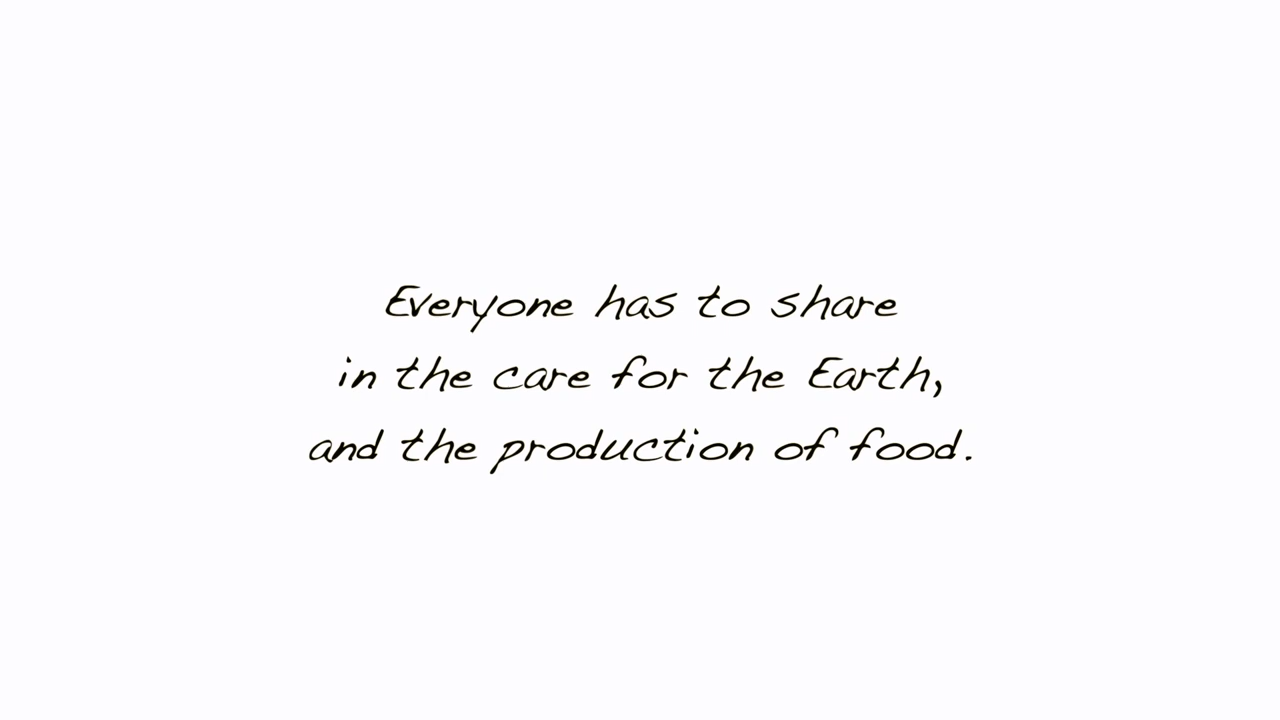 Everyone has to share
in the care for the Earth,
and the production of food.